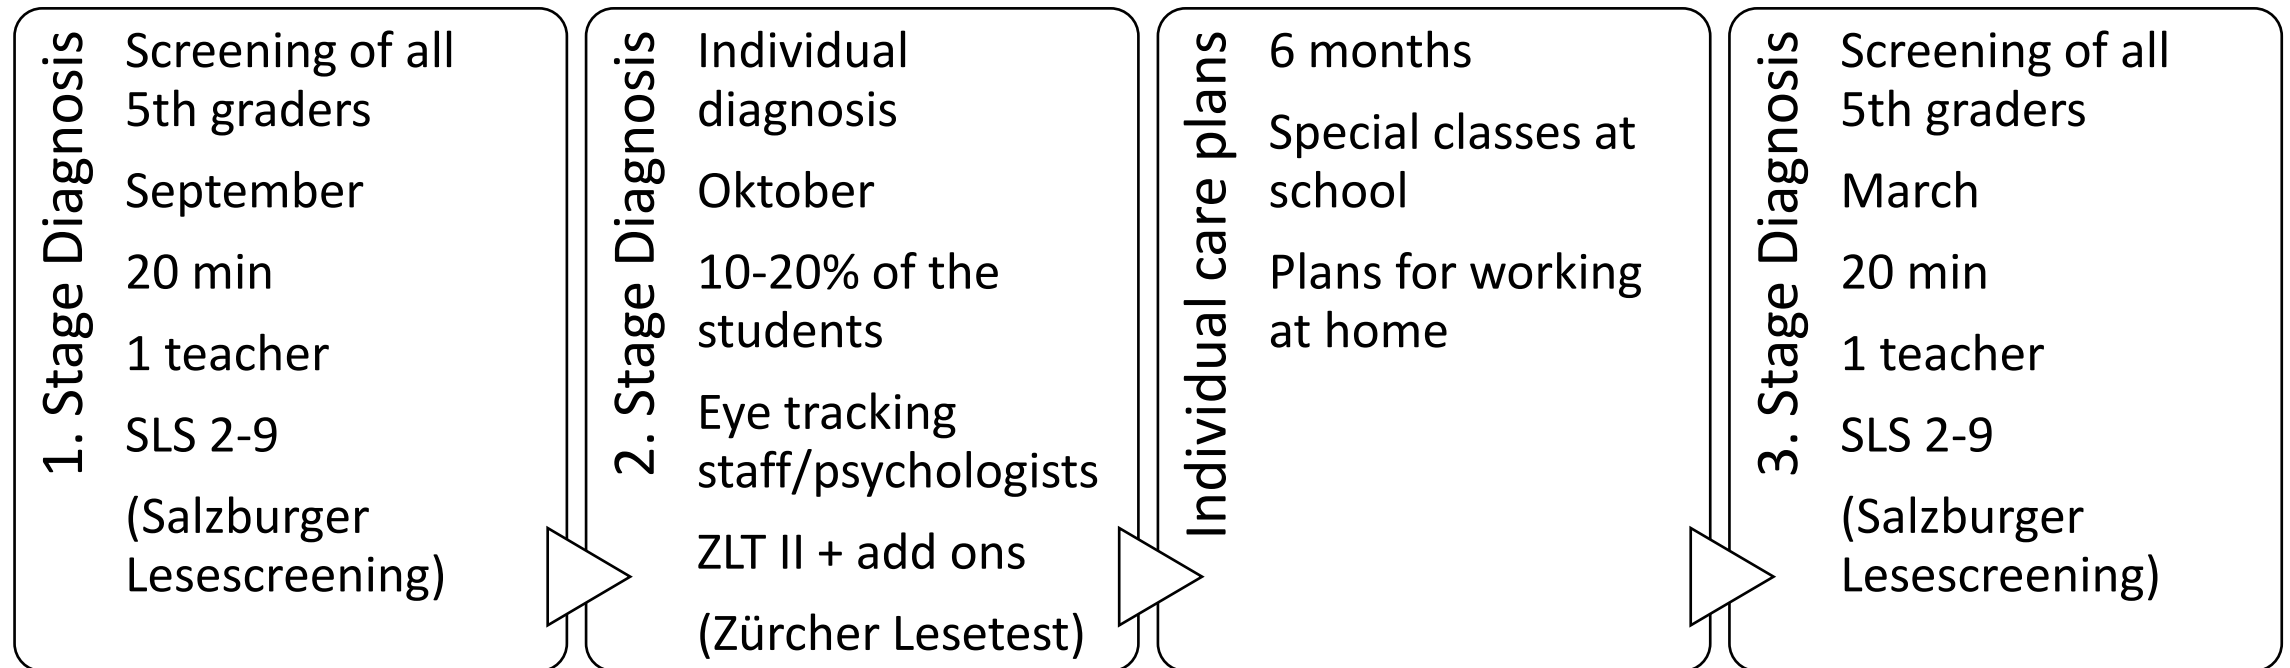 1. Stage Diagnosis
Screening of all
5th graders
September
20 min
1 teacher
SLS 2-9
(Salzburger
Lesescreening)
2. Stage Diagnosis
Individual
diagnosis
Oktober
10-20% of the
students
Eye tracking
staff/psychologists
ZLT II + add ons
(Zürcher Lesetest)
Individual care plans
6 months
Special classes at
school
Plans for working
at home
3. Stage Diagnosis
Screening of all
5th graders
March
20 min
1 teacher
SLS 2-9
(Salzburger
Lesescreening)